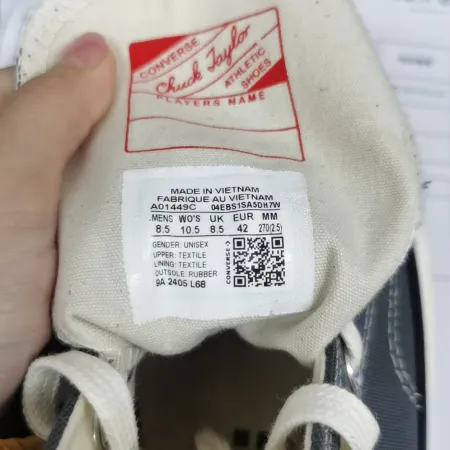 CONVERSE
Chuck Taylor
ATHLETIC
SHOES
PLAYERS NAME
MADE IN VIETNAM
FABRIQUE AU VIETNAM
A01449C 04EBS1SA5DH7W
MENS WO'S UK EUR MM
8.5 10.5 8.5 42 270(2.5)
GENDER: UNISEX
UPPER: TEXTILE
LINING: TEXTILE
OUTSOLE: RUBBER
9A 2405 L6B
CONVERSE